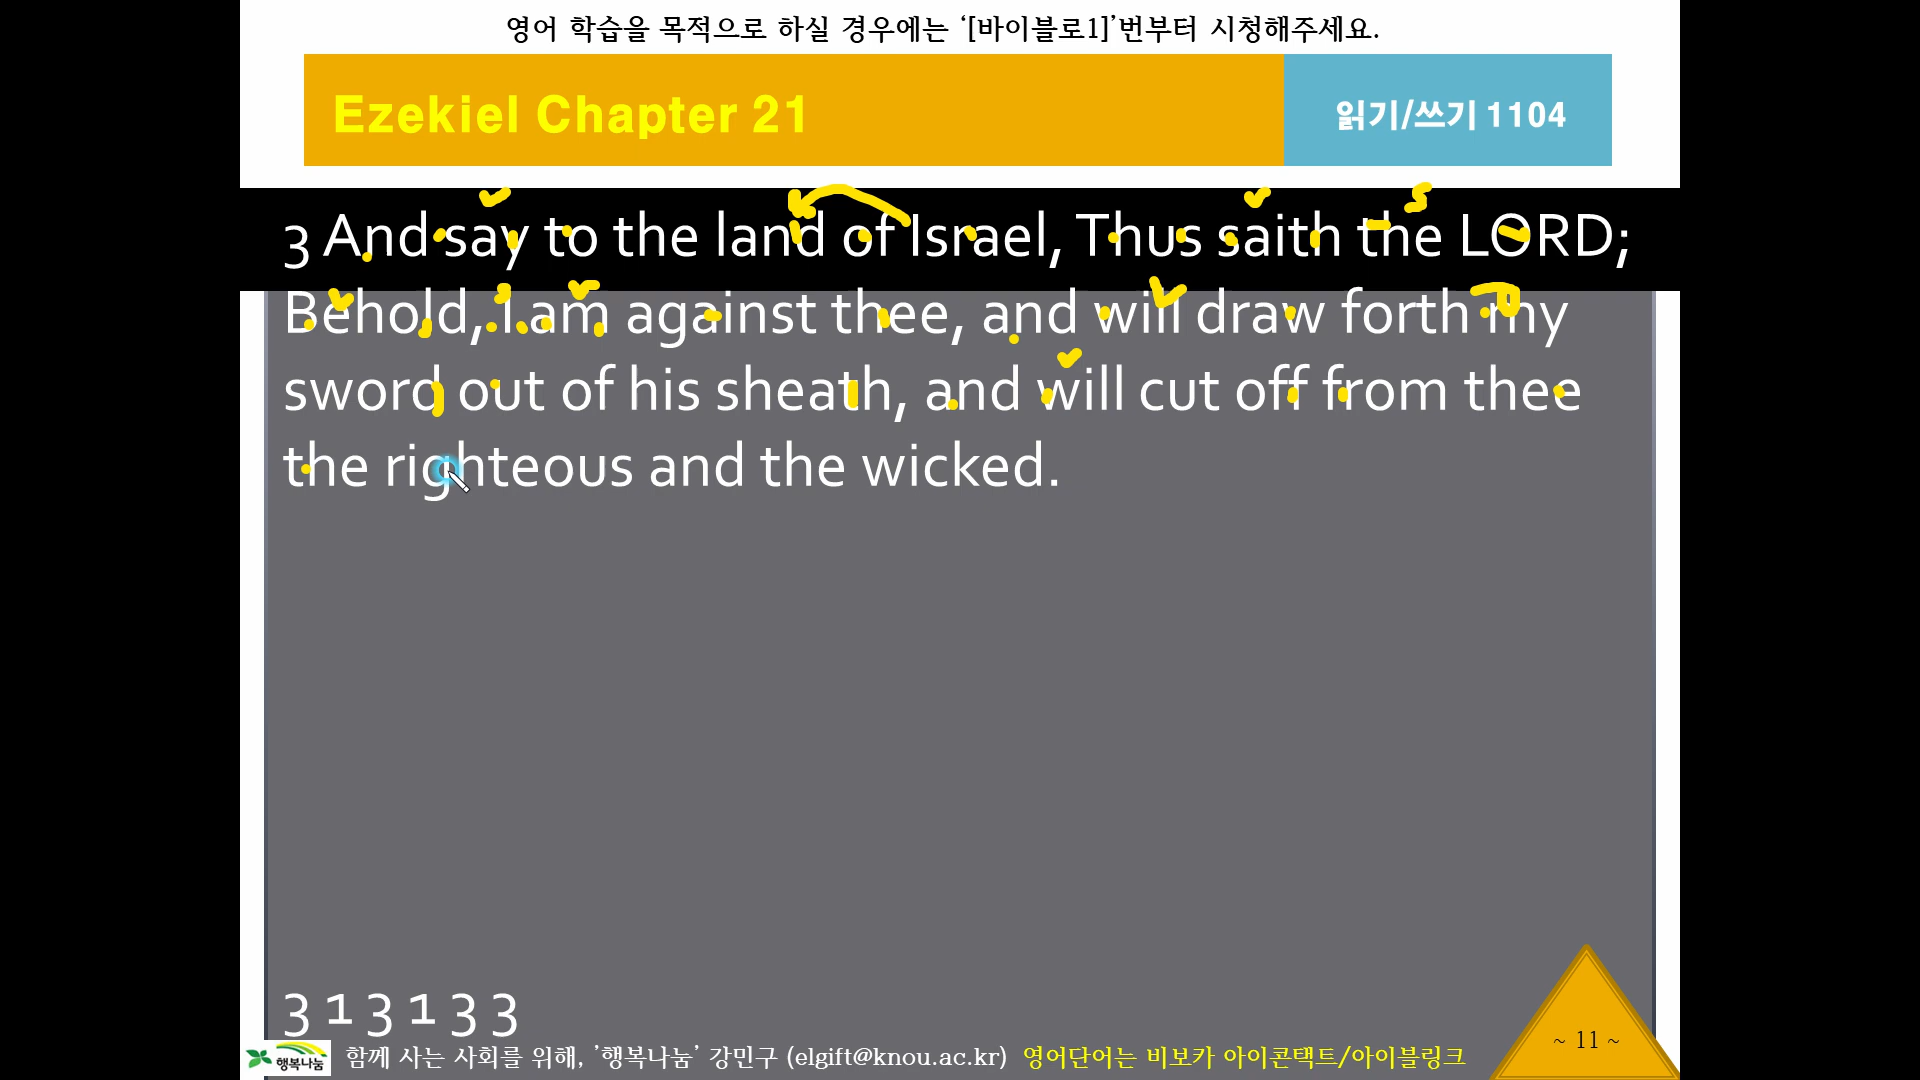 영어 학습을 목적으로 하실 경우에는 ‘[바이블로1]’번부터 시청해주세요.
Ezekiel Chapter 21
읽기/쓰기 1104
3 And say to the land of Israel, Thus saith the LORD;
Behold, I am against thee, and will draw forth my
sword out of his sheath, and will cut off from thee
the righteous and the wicked.
3 1 3 1 3 3
행복나눔
함께 사는 사회를 위해, ’행복나눔’ 강민구 (elgift@knou.ac.kr) 영어단어는 비보카 아이콘택트/아이블링크
~ 11 ~